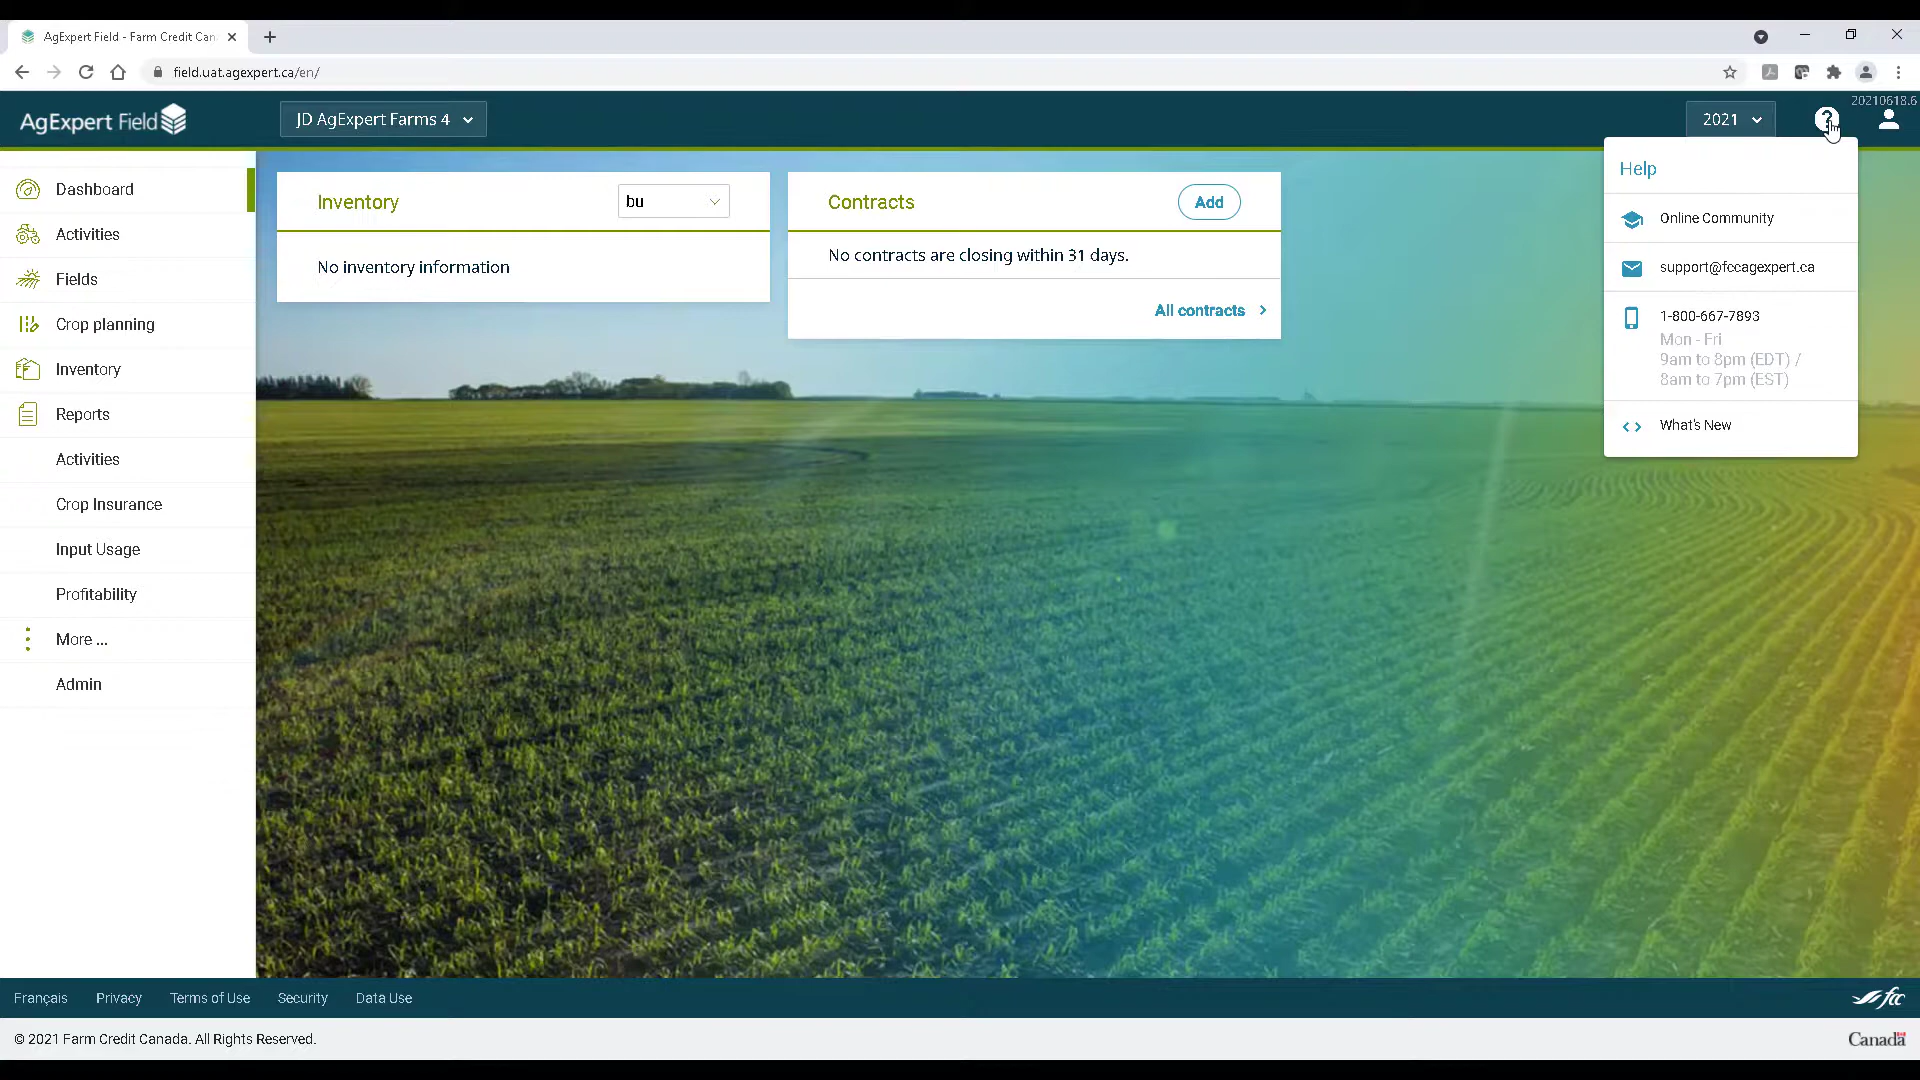 AgExpert Field - Farm Credit Can
field.uat.agexpert.ca/en/
20210618.6
AgExpert Field
JD AgExpert Farms 4
2021
Dashboard
Activities
Fields
Crop planning
Inventory
Reports
Activities
Crop Insurance
Input Usage
Profitability
More ...
Admin
Inventory
bu
No inventory information
Contracts
Add
No contracts are closing within 31 days.
All contracts
Help
Online Community
support@fccagexpert.ca
1-800-667-7893
Mon - Fri
9am to 8pm (EDT) /
8am to 7pm (EST)
What's New
Français Privacy Terms of Use Security Data Use
fcc
© 2021 Farm Credit Canada. All Rights Reserved.
Canada